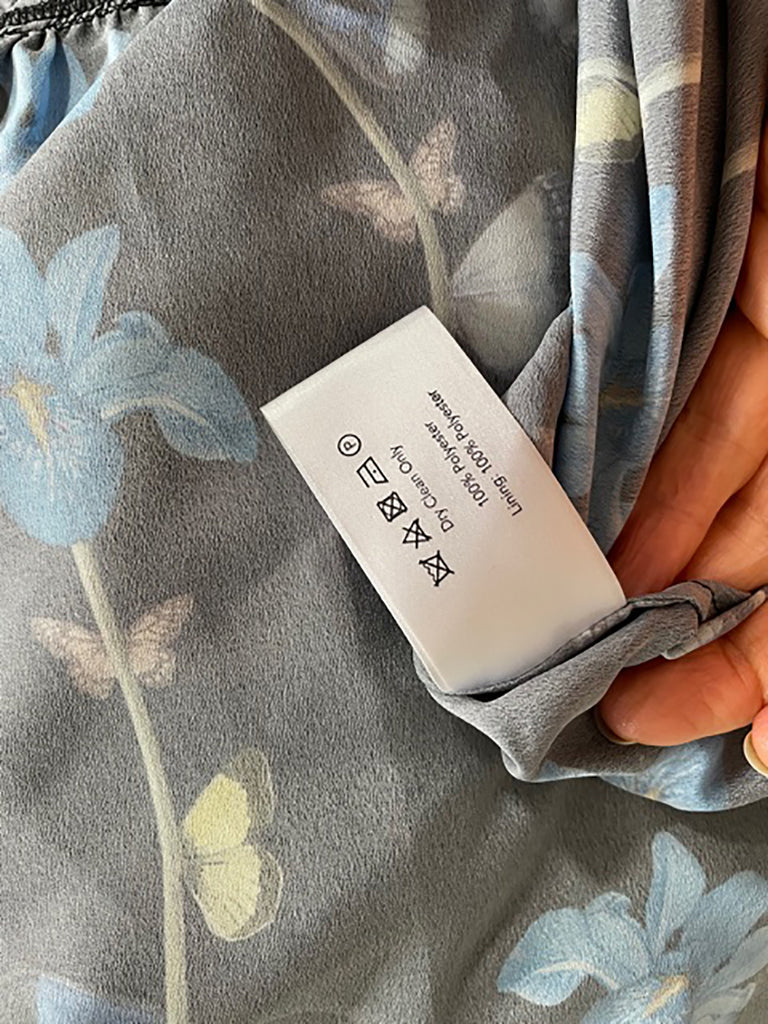 100% Polyester
Lining: 100% Polyester
Dry Clean Only
P